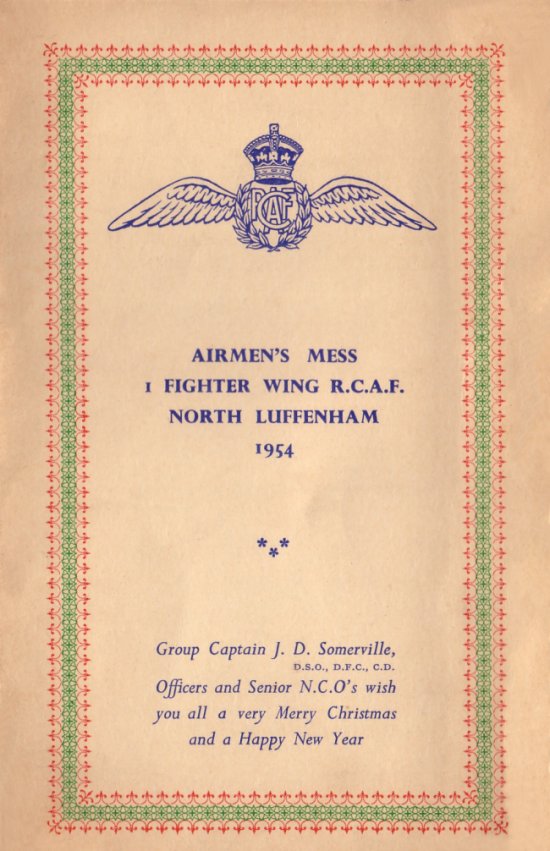 RCAF
AIRMEN'S MESS
1 FIGHTER WING R.C.A.F.
NORTH LUFFENHAM
1954
***
Group Captain J. D. Somerville,
D.S.O., D.F.C., C.D.
Officers and Senior N.C.O's wish
you all a very Merry Christmas
and a Happy New Year